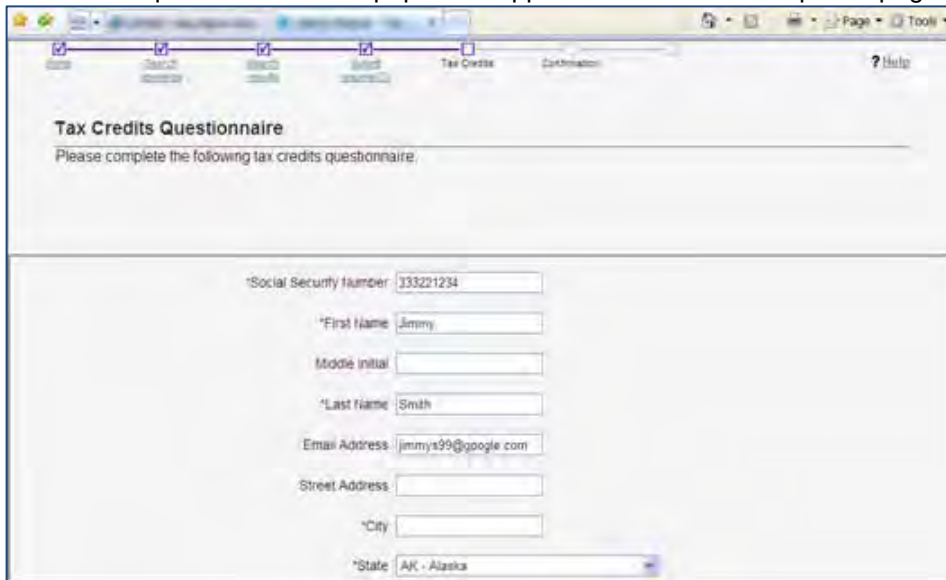 Page Tools
Tax Credits Confirmation ? Help
Tax Credits Questionnaire
Please complete the following tax credits questionnaire.
*Social Security Number 333221234
*First Name Jimmy
Middle Initial
*Last Name Smith
Email Address jimmys99@google.com
Street Address
*City
*State AK - Alaska